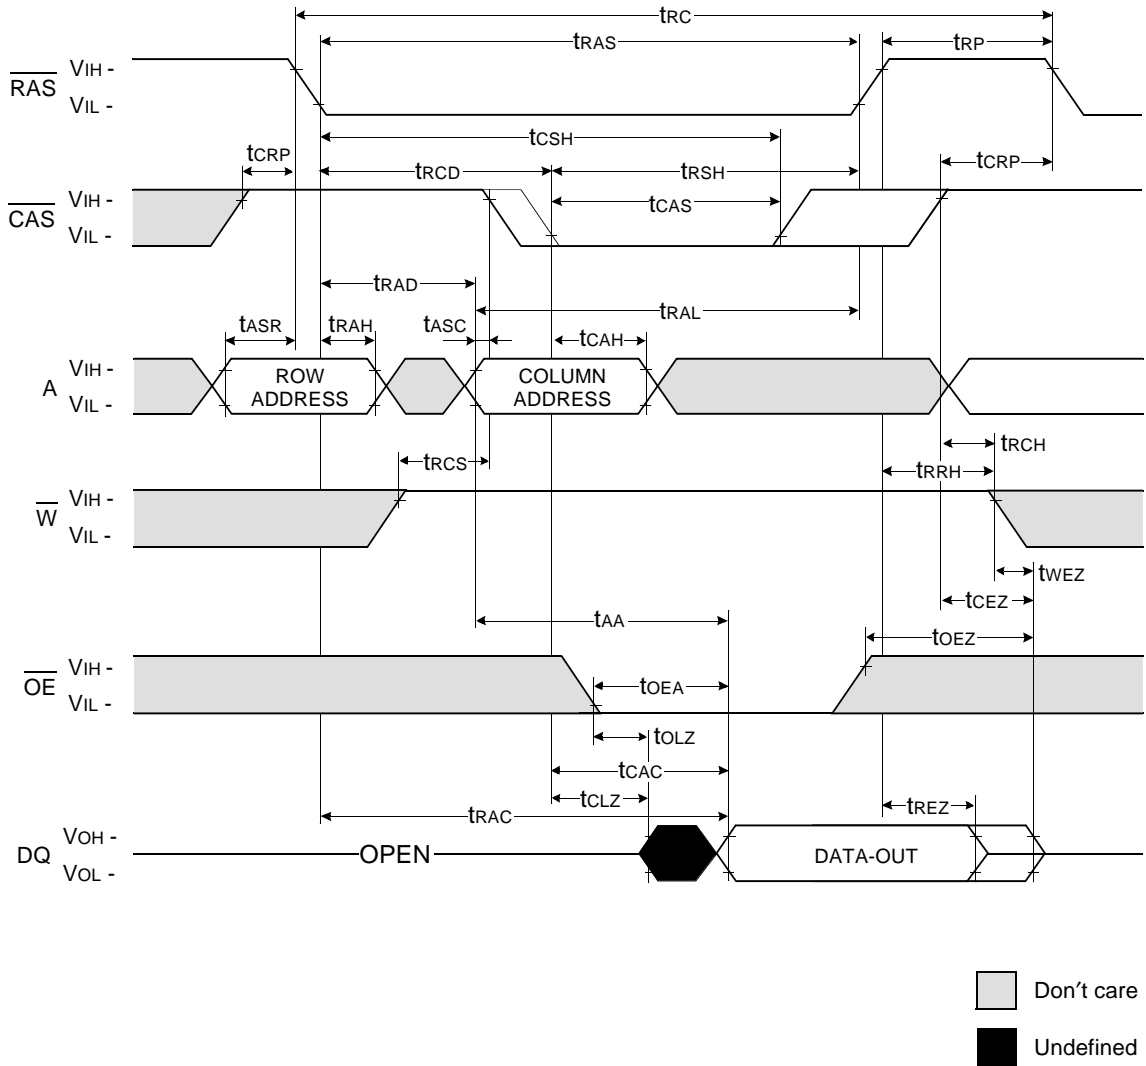 tRC
tRAS
tRP
RAS
VIH -
VIL -
tCSH
tCRP
tRCD
tRSH
tCRP
CAS
VIH -
VIL -
tCAS
tRAD
tRAL
tASR
tRAH
tASC
tCAH
A
VIH -
VIL -
ROW
ADDRESS
COLUMN
ADDRESS
tRCH
tRCS
tRRH
W
VIH -
VIL -
tWEZ
tCEZ
tAA
tOEZ
OE
VIH -
VIL -
tOEA
tOLZ
tCAC
tCLZ
tREZ
tRAC
DQ
VOH -
VOL -
OPEN
DATA-OUT
Don′t care
Undefined